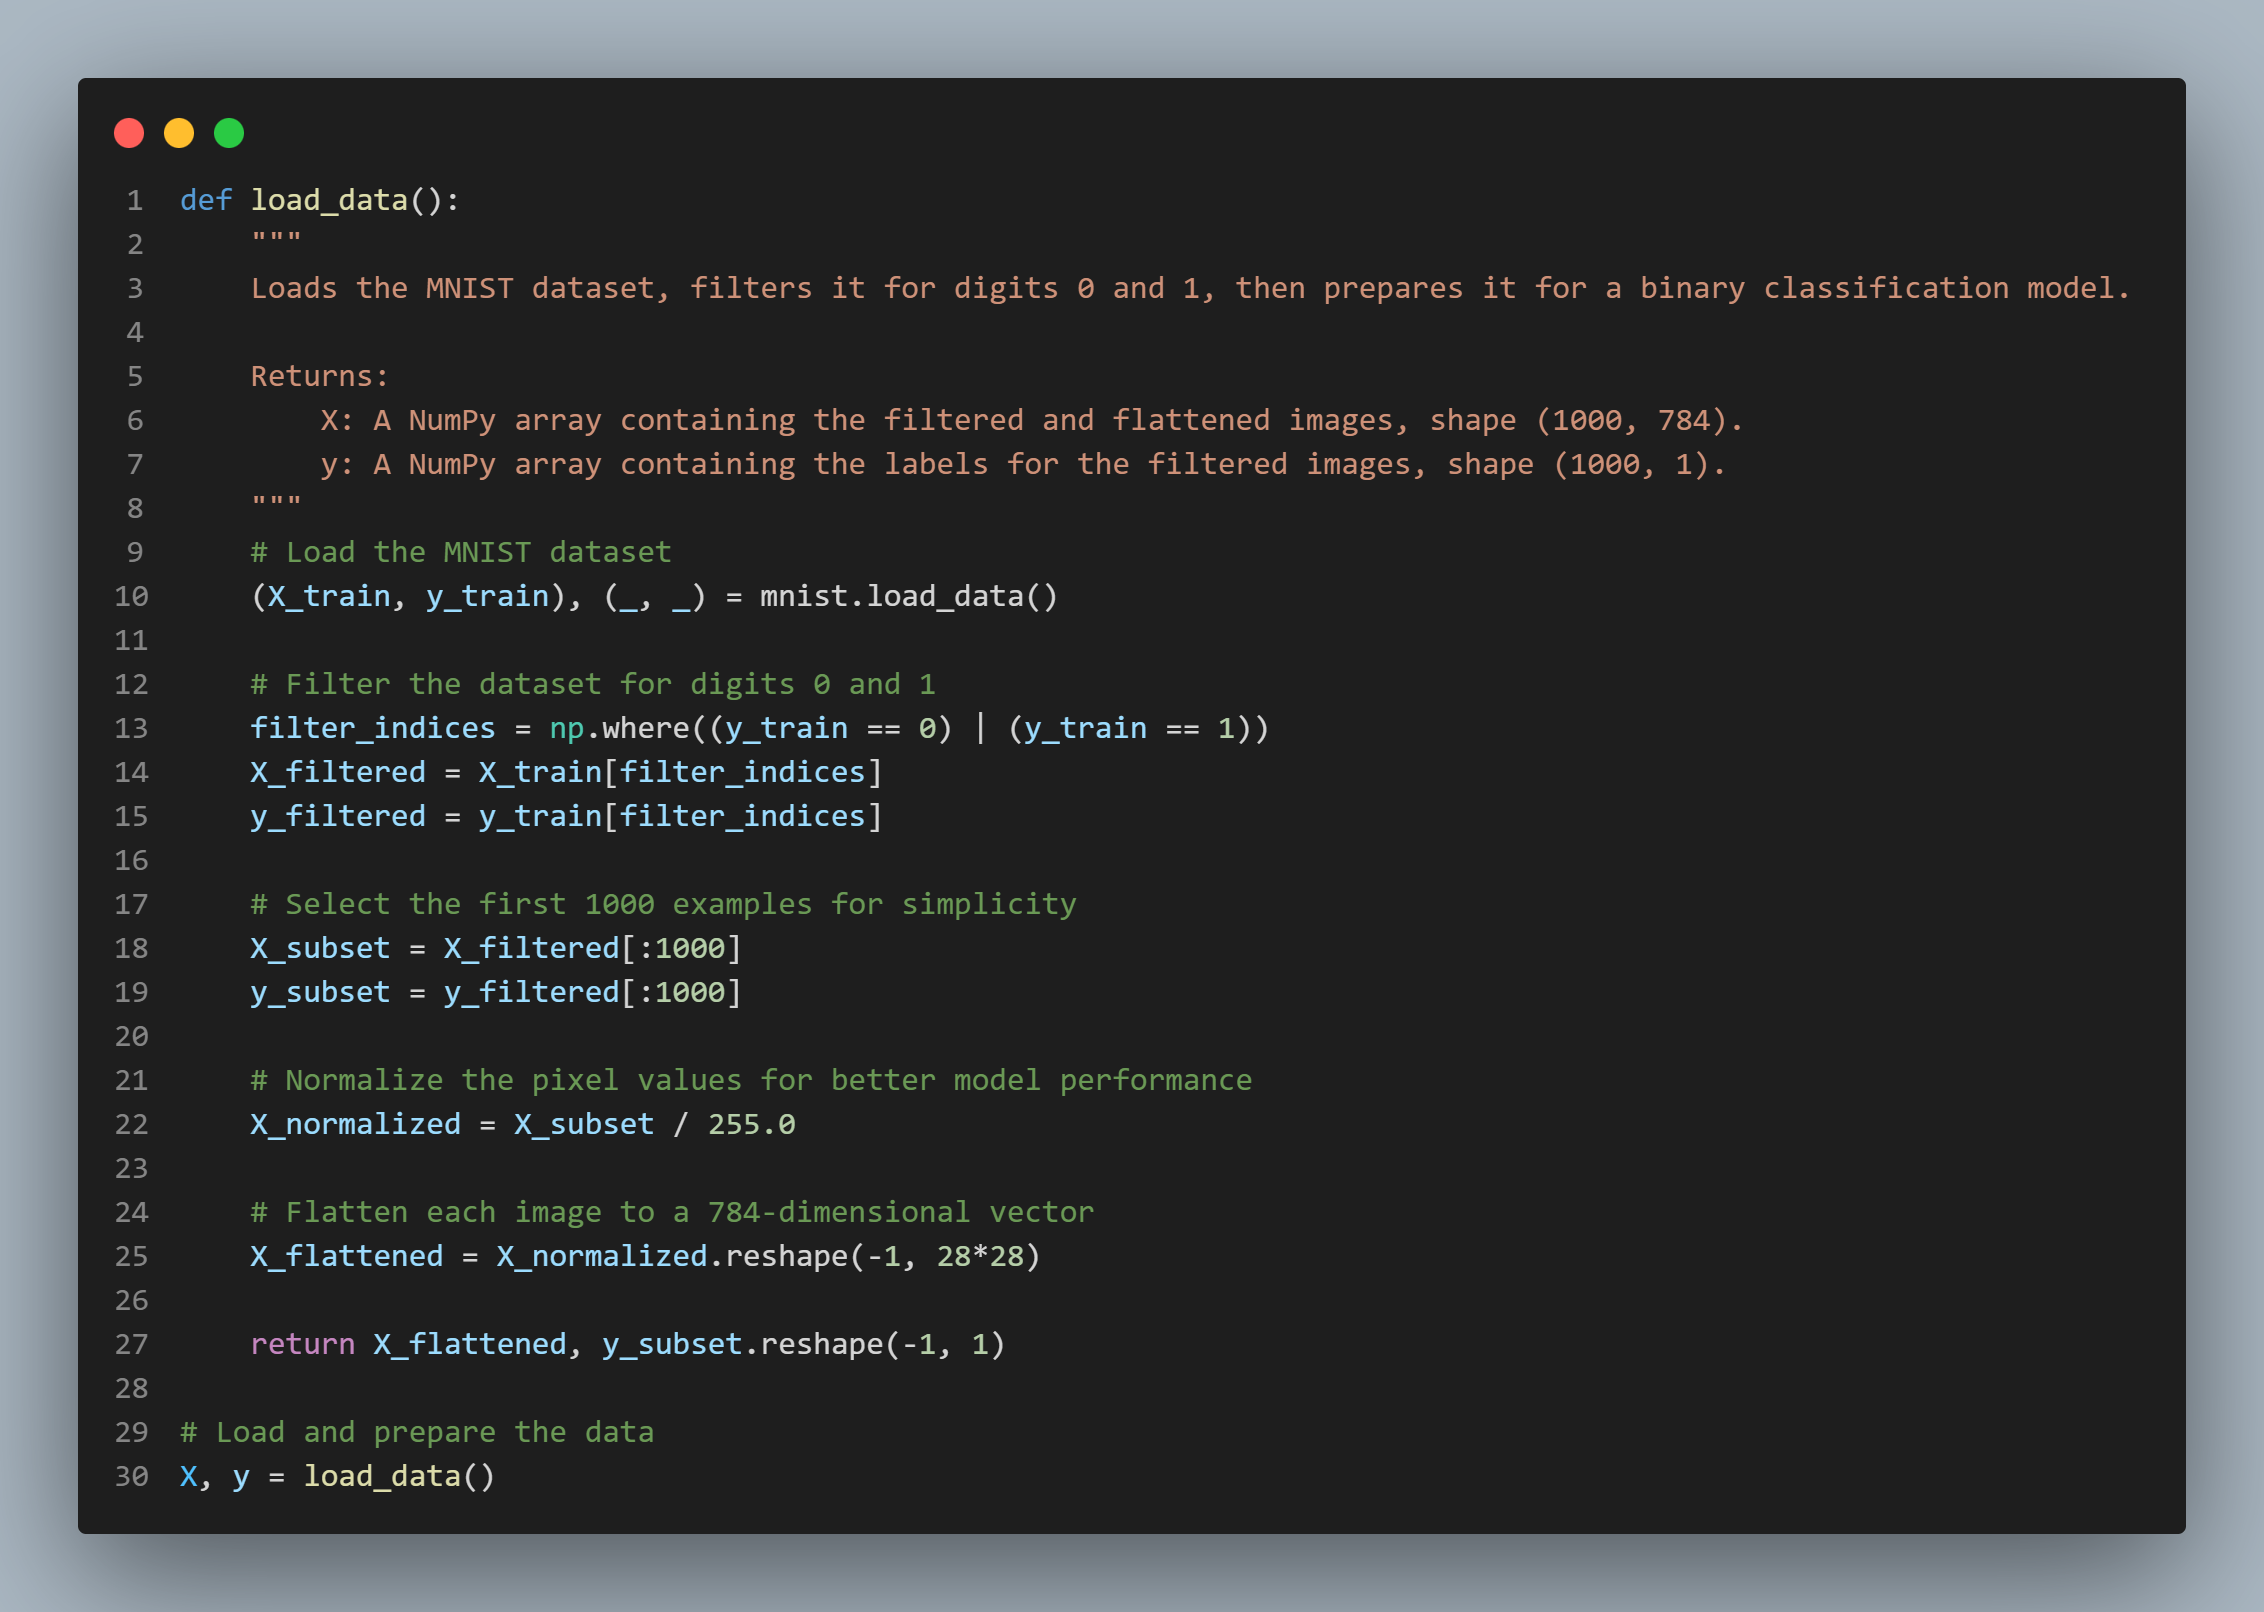 1 def load_data():
2     """
3     Loads the MNIST dataset, filters it for digits 0 and 1, then prepares it for a binary classification model.
4
5     Returns:
6         X: A NumPy array containing the filtered and flattened images, shape (1000, 784).
7         y: A NumPy array containing the labels for the filtered images, shape (1000, 1).
8     """
9     # Load the MNIST dataset
10     (X_train, y_train), (_, _) = mnist.load_data()
11
12     # Filter the dataset for digits 0 and 1
13     filter_indices = np.where((y_train == 0) | (y_train == 1))
14     X_filtered = X_train[filter_indices]
15     y_filtered = y_train[filter_indices]
16
17     # Select the first 1000 examples for simplicity
18     X_subset = X_filtered[:1000]
19     y_subset = y_filtered[:1000]
20
21     # Normalize the pixel values for better model performance
22     X_normalized = X_subset / 255.0
23
24     # Flatten each image to a 784-dimensional vector
25     X_flattened = X_normalized.reshape(-1, 28*28)
26
27     return X_flattened, y_subset.reshape(-1, 1)
28
29 # Load and prepare the data
30 X, y = load_data()